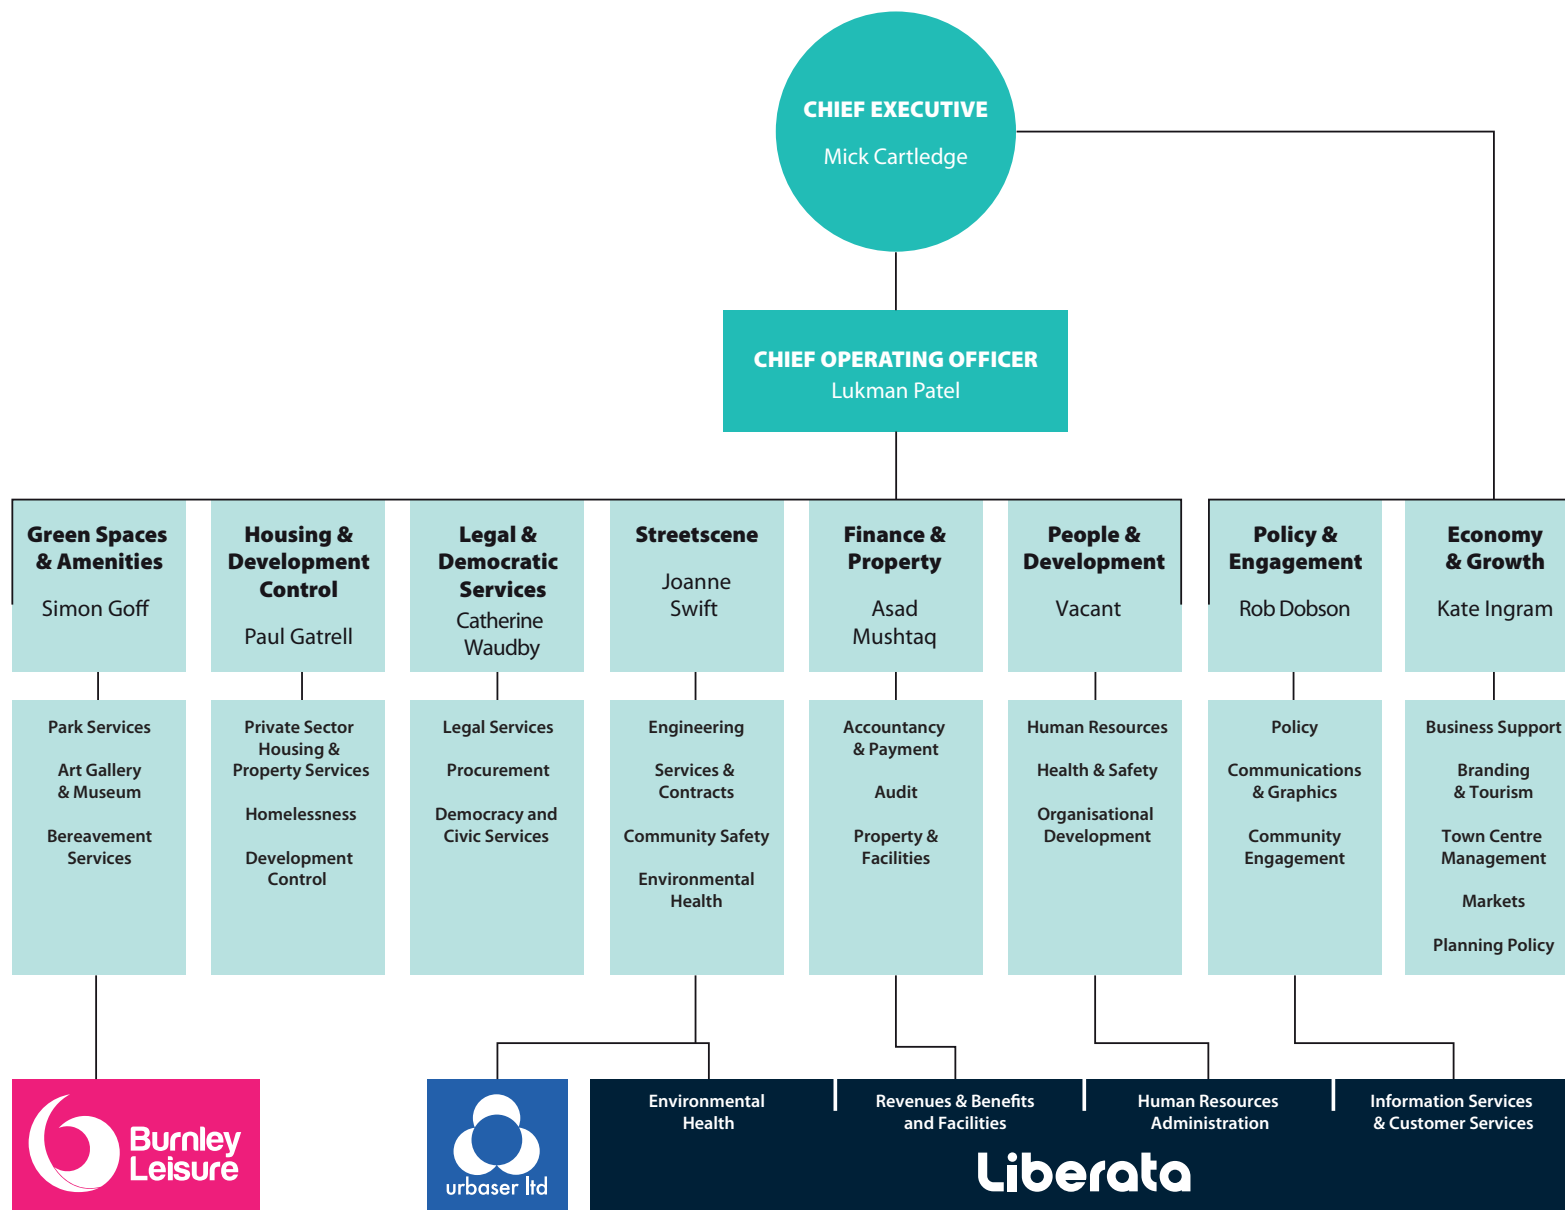 CHIEF EXECUTIVE
Mick Cartledge
CHIEF OPERATING OFFICER
Lukman Patel
Green Spaces
& Amenities
Simon Goff
Housing &
Development
Control
Paul Gatrell
Legal &
Democratic
Services
Catherine
Waudby
Streetscene
Joanne
Swift
Finance &
Property
Asad
Mushtaq
People &
Development
Vacant
Policy &
Engagement
Rob Dobson
Economy
& Growth
Kate Ingram
Park Services
Art Gallery
& Museum
Bereavement
Services
Private Sector
Housing &
Property Services
Homelessness
Development
Control
Legal Services
Procurement
Democracy and
Civic Services
Engineering
Services &
Contracts
Community Safety
Environmental
Health
Accountancy
& Payment
Audit
Property &
Facilities
Human Resources
Health & Safety
Organisational
Development
Policy
Communications
& Graphics
Community
Engagement
Business Support
Branding
& Tourism
Town Centre
Management
Markets
Planning Policy
Burnley
Leisure
urbaser ltd
Environmental
Health
Revenues & Benefits
and Facilities
Human Resources
Administration
Information Services
& Customer Services
Liberata